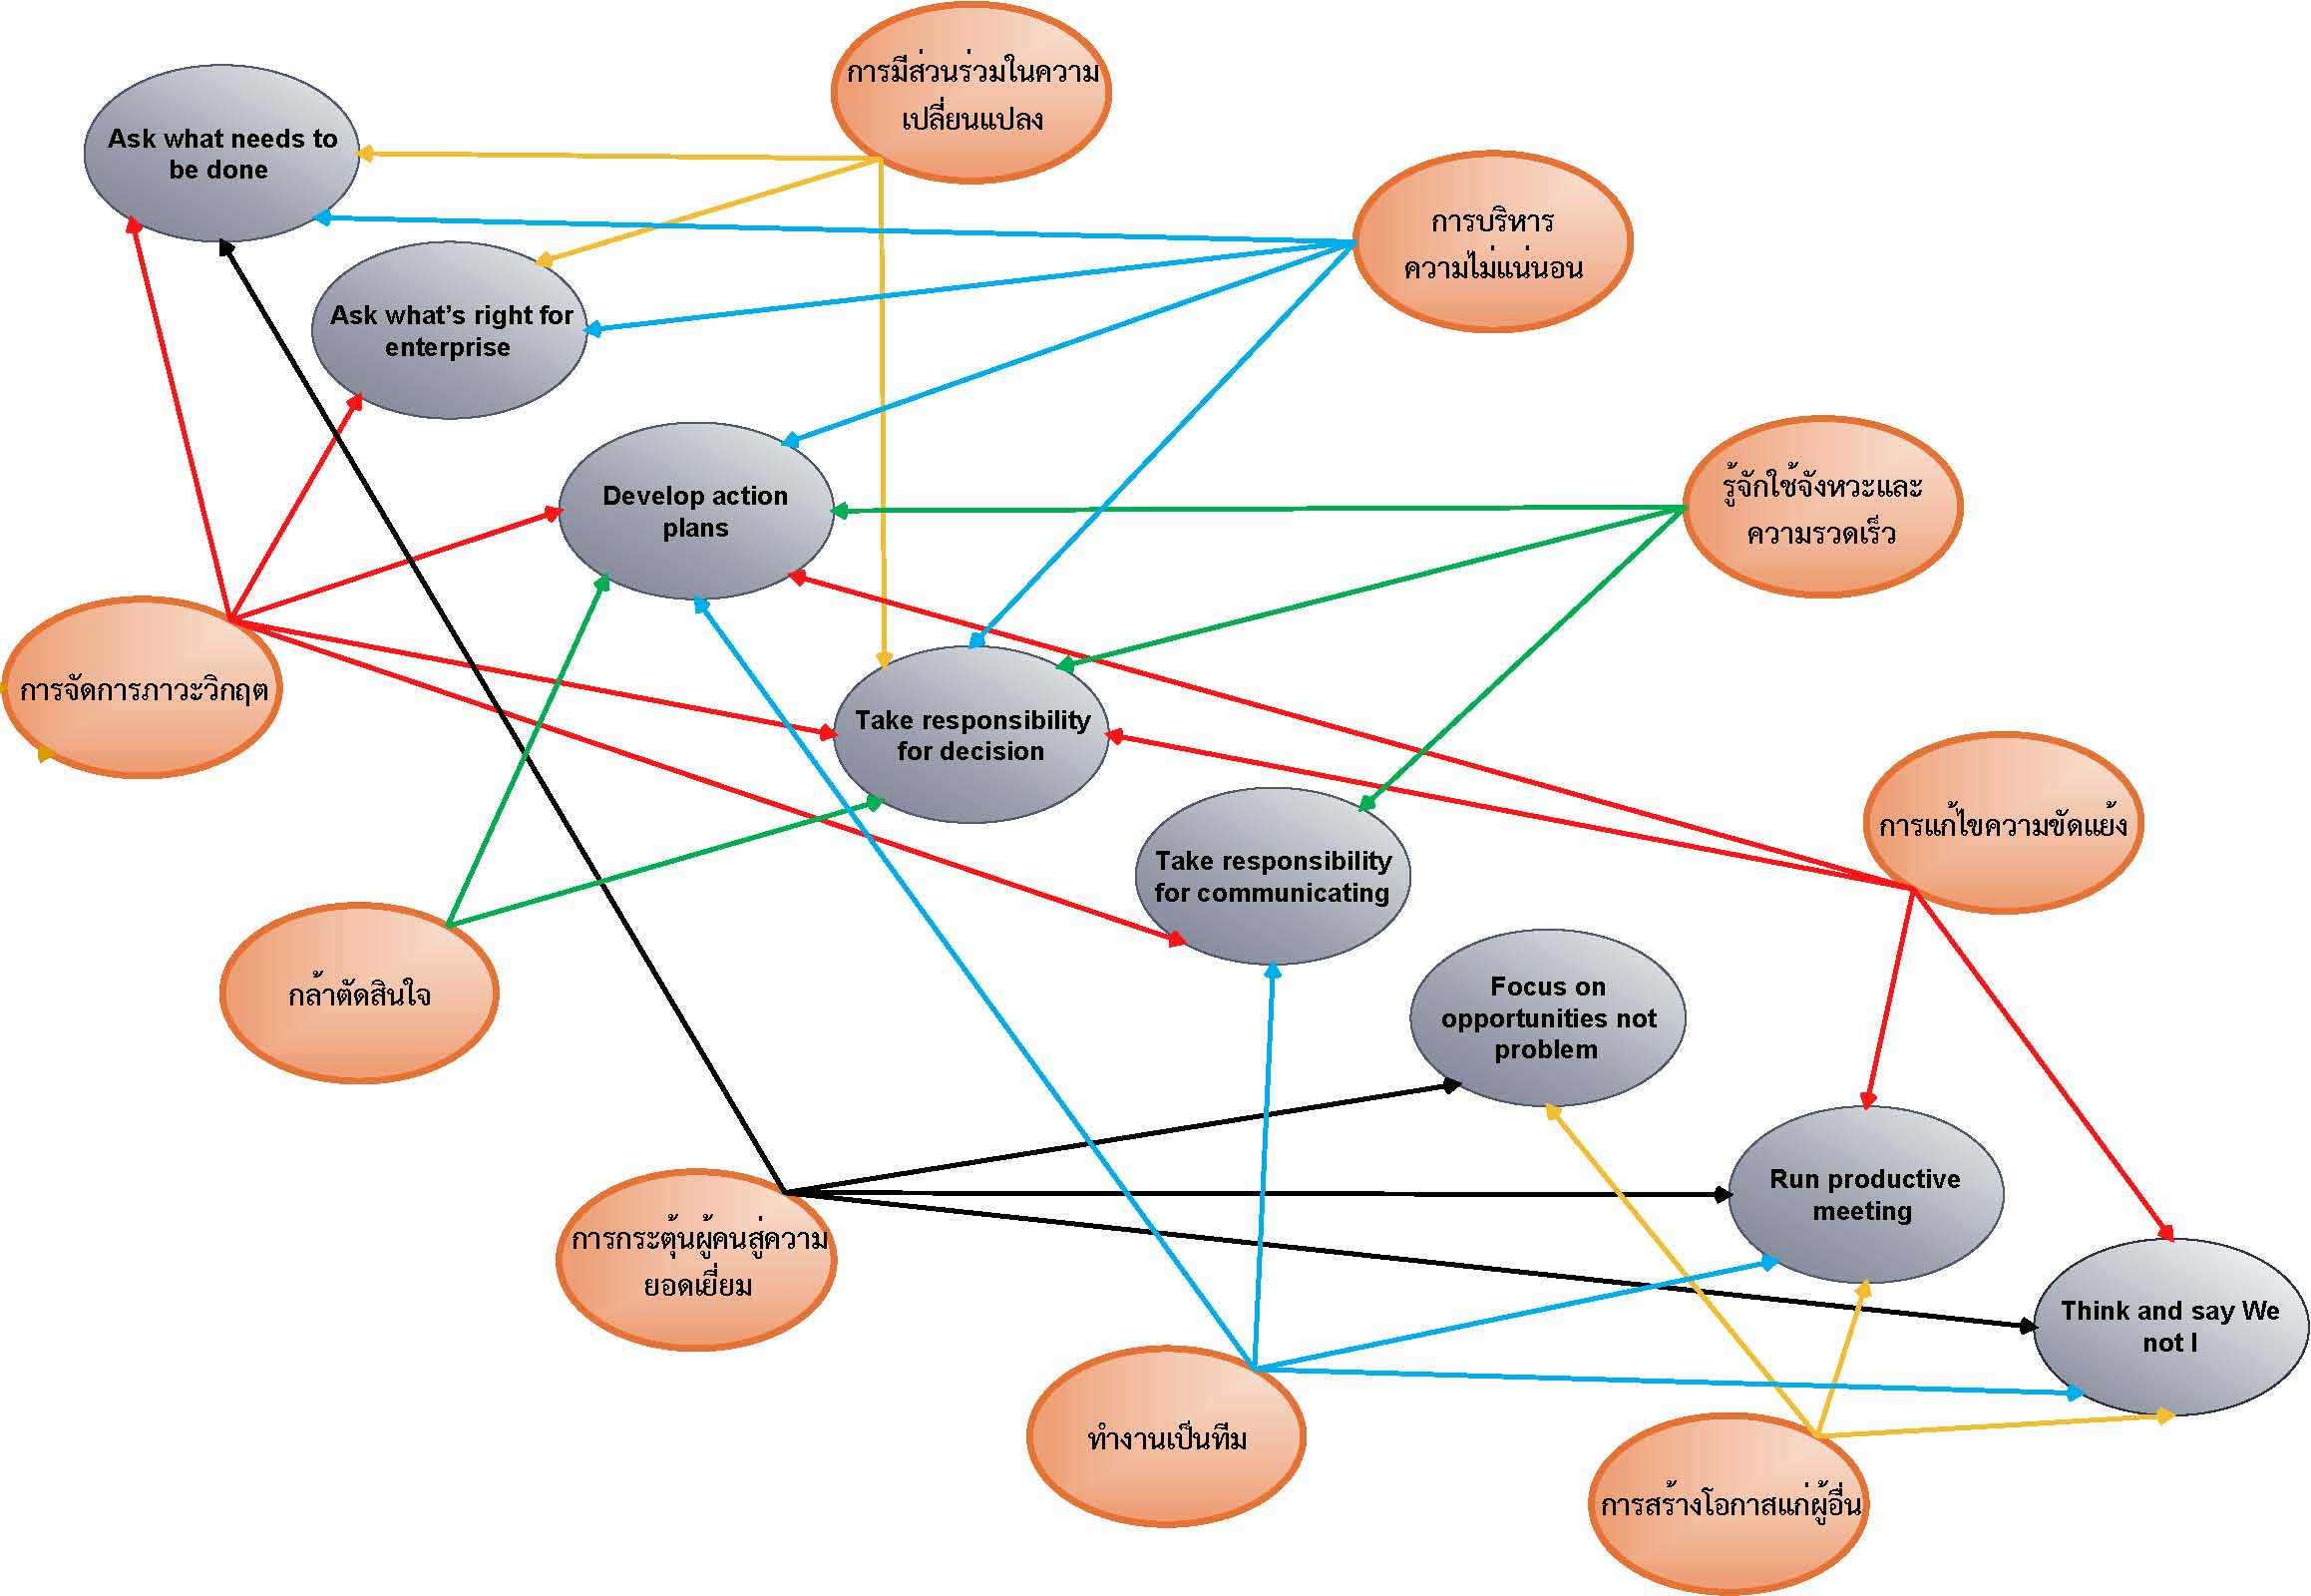 การมีส่วนร่วมในความ
เปลี่ยนแปลง
Ask what needs to
be done
การบริหาร
ความไม่แน่นอน
Ask what’s right for
enterprise
Develop action
plans
รู้จักใช้จังหวะและ
ความรวดเร็ว
การจัดการภาวะวิกฤต
Take responsibility
for decision
การแก้ไขความขัดแย้ง
Take responsibility
for communicating
กล้าตัดสินใจ
Focus on
opportunities not
problem
Run productive
meeting
การกระตุ้นผู้คนสู่ความ
ยอดเยี่ยม
Think and say We
not I
ทำงานเป็นทีม
การสร้างโอกาสแก่ผู้อื่น